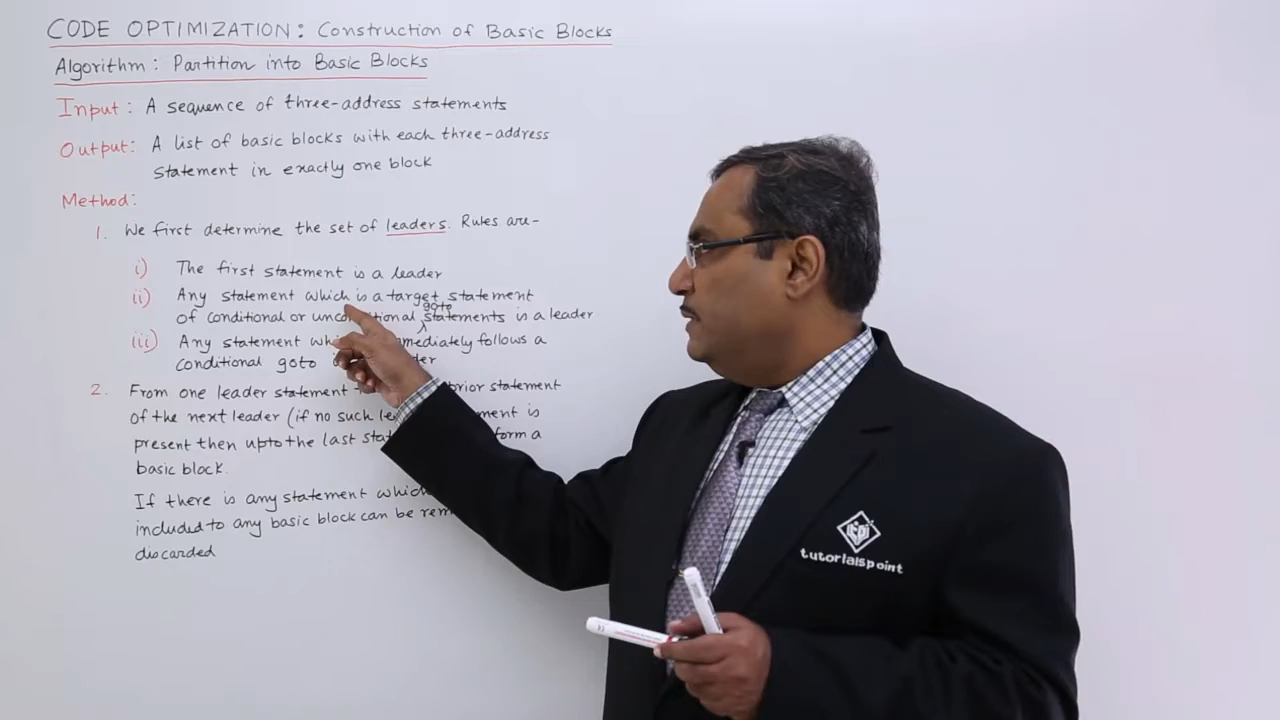 CODE OPTIMIZATION: Construction of Basic Blocks
Algorithm: Partition into Basic Blocks
Input: A sequence of three-address statements
Output: A list of basic blocks with each three-address
statement in exactly one block
Method:
1. We first determine the set of leaders. Rules are-
i) The first statement is a leader
ii) Any statement which is a target statement
goto
of conditional or unconditional statements is a leader
iii) Any statement immediately follows a
conditional goto
2. From one leader statement prior statement
of the next leader (if no such is
present then upto the last form a
basic block.
If there is any statement which
included to any basic block can be
discarded
tutorialspoint